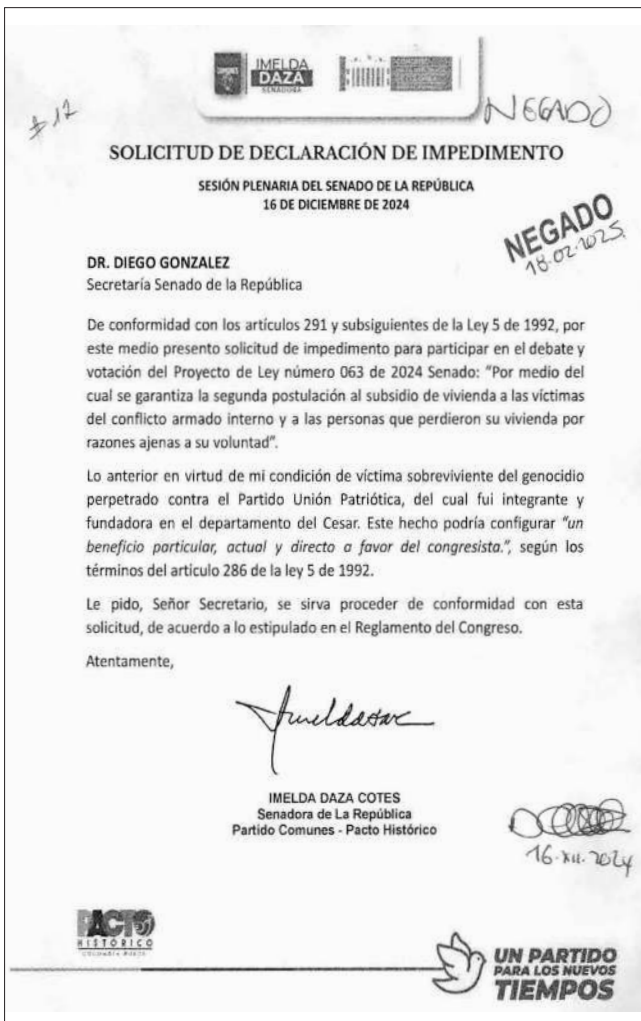 COMUNES
IMELDA
DAZA
SENADORA
# 12
NEGADO
SOLICITUD DE DECLARACIÓN DE IMPEDIMENTO
SESIÓN PLENARIA DEL SENADO DE LA REPÚBLICA
16 DE DICIEMBRE DE 2024
NEGADO
18.02.2025
DR. DIEGO GONZALEZ
Secretaría Senado de la República
De conformidad con los artículos 291 y subsiguientes de la Ley 5 de 1992, por
este medio presento solicitud de impedimento para participar en el debate y
votación del Proyecto de Ley número 063 de 2024 Senado: "Por medio del
cual se garantiza la segunda postulación al subsidio de vivienda a las víctimas
del conflicto armado interno y a las personas que perdieron su vivienda por
razones ajenas a su voluntad".
Lo anterior en virtud de mi condición de víctima sobreviviente del genocidio
perpetrado contra el Partido Unión Patriótica, del cual fui integrante y
fundadora en el departamento del Cesar. Este hecho podría configurar "un
beneficio particular, actual y directo a favor del congresista.", según los
términos del artículo 286 de la ley 5 de 1992.
Le pido, Señor Secretario, se sirva proceder de conformidad con esta
solicitud, de acuerdo a lo estipulado en el Reglamento del Congreso.
Atentamente,
IMELDA DAZA COTES
Senadora de La República
Partido Comunes - Pacto Histórico
16-XII-2024
PACTO
HISTÓRICO
COLOMBIA PUEDE
UN PARTIDO
PARA LOS NUEVOS
TIEMPOS